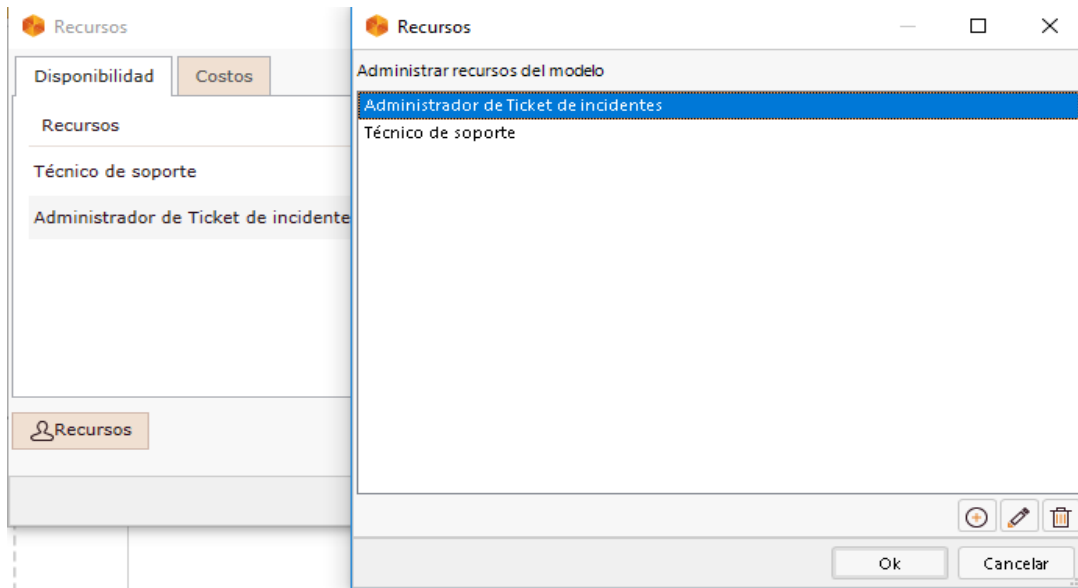 Recursos
Disponibilidad
Costos
Recursos
Técnico de soporte
Administrador de Ticket de incidente
Recursos
Recursos
Administrar recursos del modelo
Administrador de Ticket de incidentes
Técnico de soporte
Ok
Cancelar